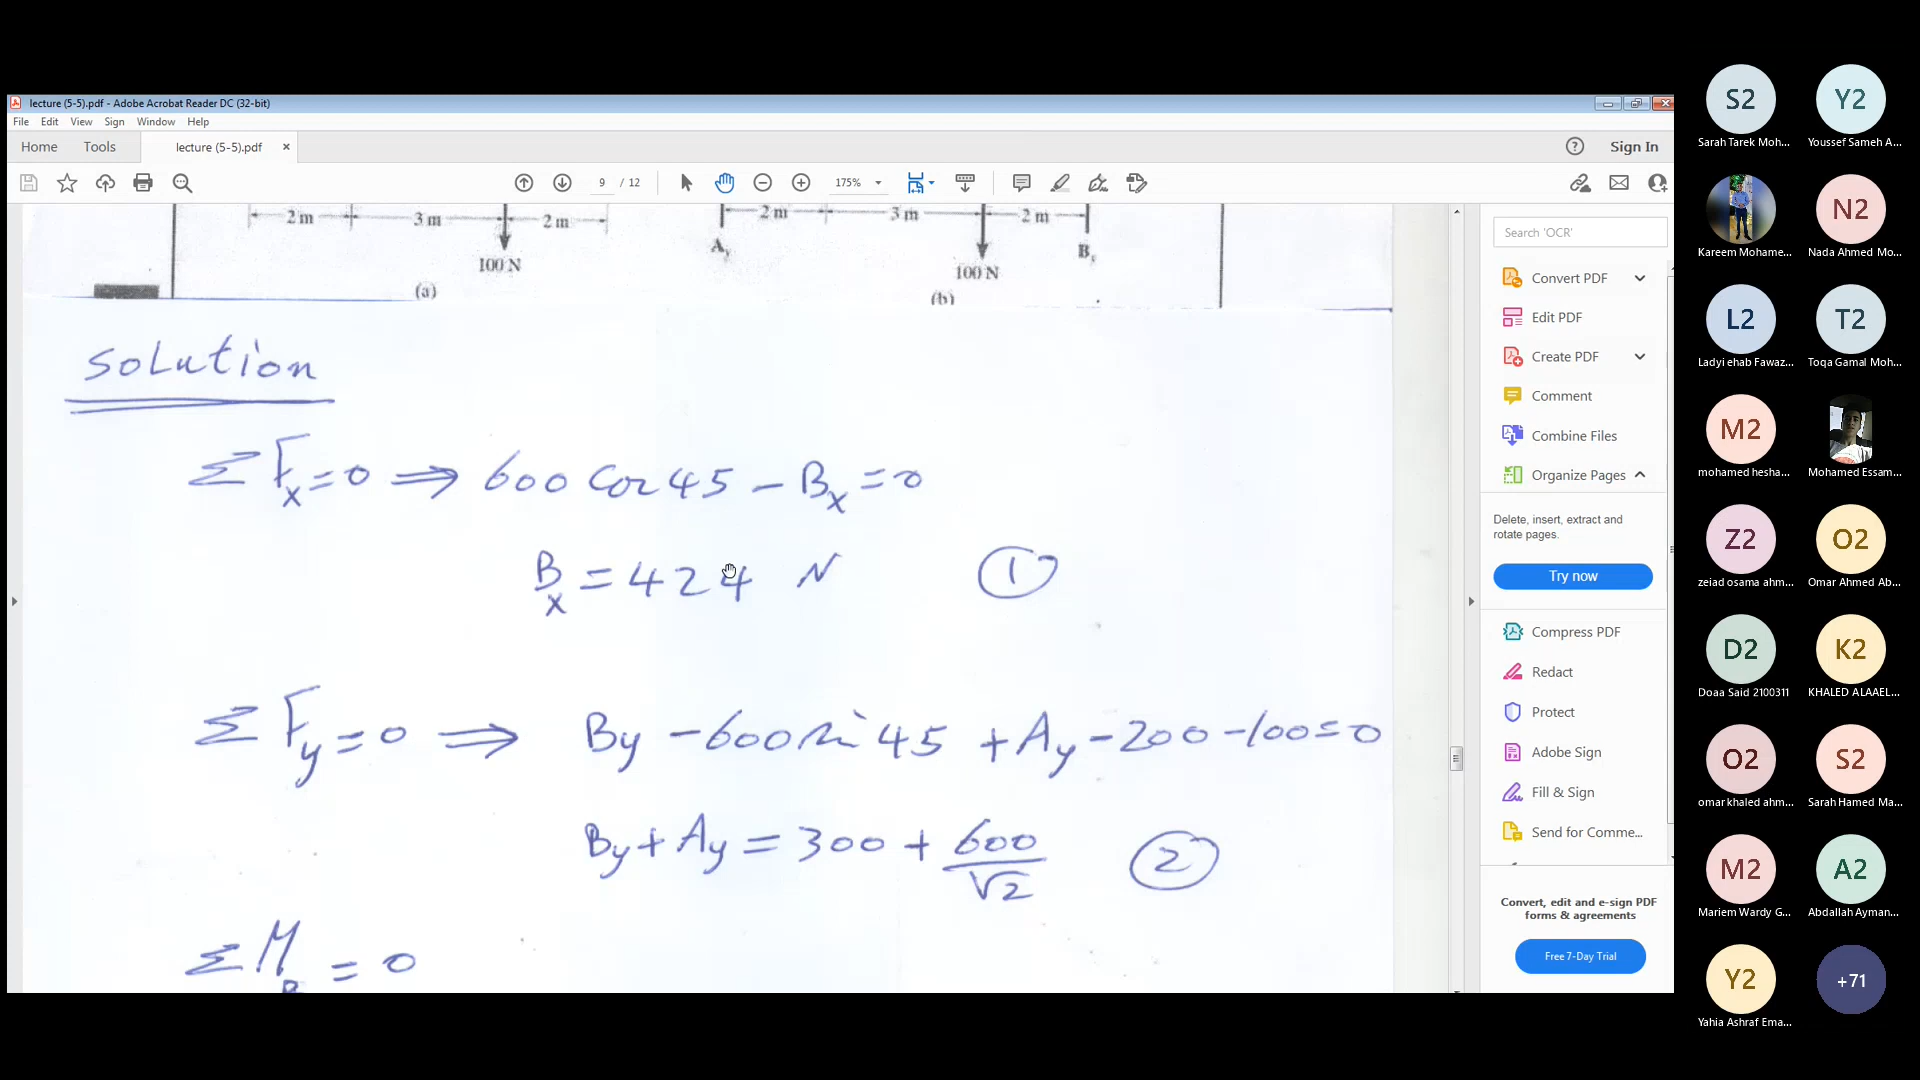 lecture (5-5).pdf - Adobe Acrobat Reader DC (32-bit)
File Edit View Sign Window Help
Home Tools lecture (5-5).pdf × Sign In
9 / 12 175%
2 m 3 m 2 m
100 N
(a)
2 m 3 m 2 m
Ay By
100 N
(b)
Solution
ΣFx = 0 ⇒ 600 Cos 45 - Bx = 0
Bx = 424 N ①
ΣFy = 0 ⇒ By - 600 sin 45 + Ay - 200 - 100 = 0
By + Ay = 300 + 600/√2 ②
ΣMB = 0
Search 'OCR'
Convert PDF
Edit PDF
Create PDF
Comment
Combine Files
Organize Pages
Delete, insert, extract and
rotate pages.
Try now
Compress PDF
Redact
Protect
Adobe Sign
Fill & Sign
Send for Comme...
Convert, edit and e-sign PDF
forms & agreements
Free 7-Day Trial
S2 Y2
Sarah Tarek Moh... Youssef Sameh A...
N2
Kareem Mohame... Nada Ahmed Mo...
L2 T2
Ladyi ehab Fawaz... Toqa Gamal Moh...
M2
mohamed hesha... Mohamed Essam...
Z2 O2
zeiad osama ahm... Omar Ahmed Ab...
D2 K2
Doaa Said 2100311 KHALED ALAAEL...
O2 S2
omar khaled ahm... Sarah Hamed Ma...
M2 A2
Mariem Wardy G... Abdallah Ayman...
Y2 +71
Yahia Ashraf Ema...